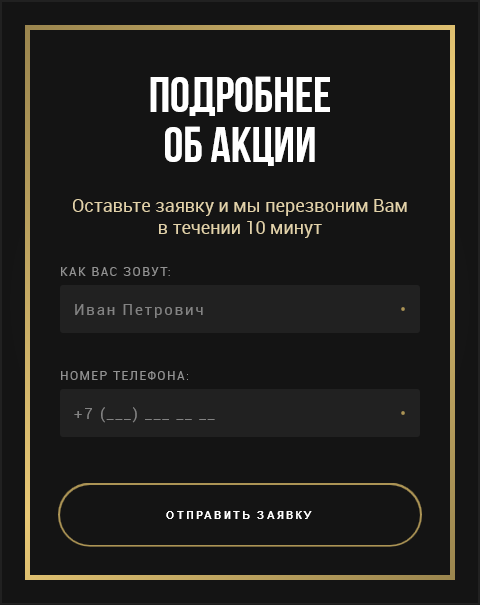 ПОДРОБНЕЕ
ОБ АКЦИИ
Оставьте заявку и мы перезвоним Вам
в течении 10 минут
КАК ВАС ЗОВУТ:
Иван Петрович
НОМЕР ТЕЛЕФОНА:
+7 (___) ___ __ __
ОТПРАВИТЬ ЗАЯВКУ